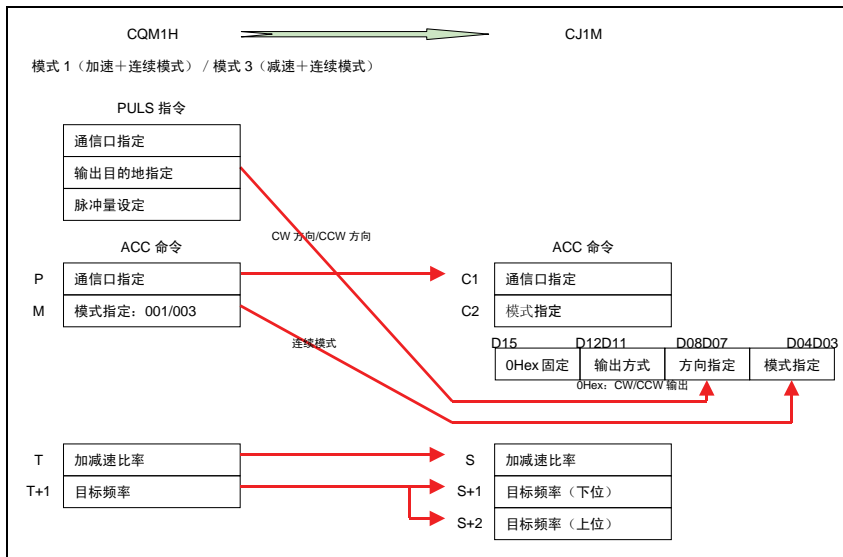 CQM1H CJ1M
模式 1（加速＋连续模式）/ 模式 3（减速＋连续模式）
PULS 指令
通信口指定
输出目的地指定
脉冲量设定
CW 方向/CCW 方向
ACC 命令 ACC 命令
P 通信口指定 C1 通信口指定
M 模式指定：001/003 C2 模式指定
连续模式
D15 D12D11 D08D07 D04D03
0Hex 固定 输出方式 方向指定 模式指定
0Hex：CW/CCW 输出
T 加减速比率 S 加减速比率
T+1 目标频率 S+1 目标频率（下位）
S+2 目标频率（上位）